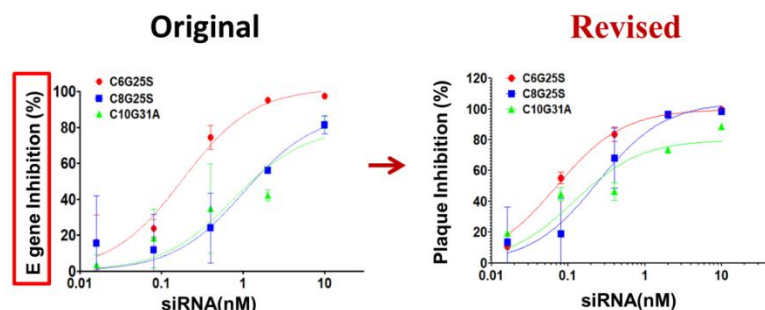 Original
Revised
E gene Inhibition (%)
100
80
60
40
20
0
C6G25S
C8G25S
C10G31A
0.01
0.1
1
10
siRNA(nM)
Plaque Inhibition (%)
120
100
80
60
40
20
0
C6G25S
C8G25S
C10G31A
0.01
0.1
1
10
siRNA(nM)